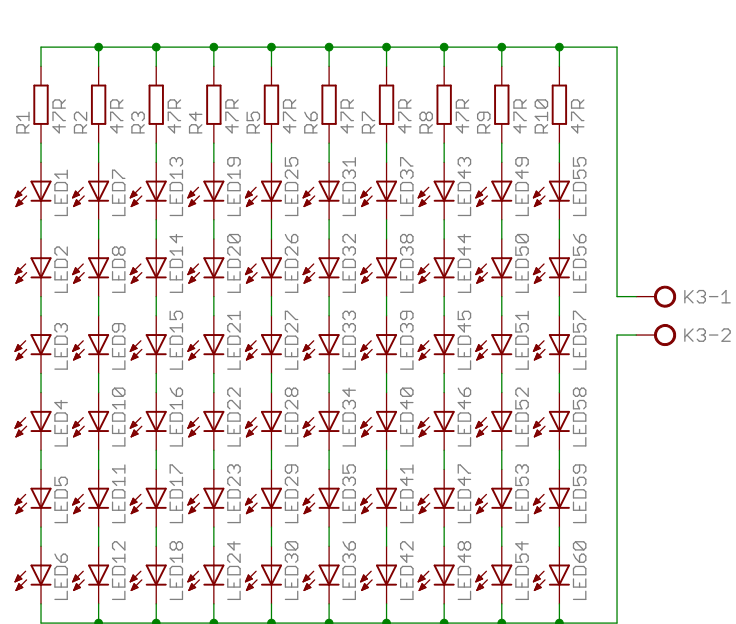 R1 47R R2 47R R3 47R R4 47R R5 47R R6 47R R7 47R R8 47R R9 47R R10 47R
LED1 LED7 LED13 LED19 LED25 LED31 LED37 LED43 LED49 LED55
LED2 LED8 LED14 LED20 LED26 LED32 LED38 LED44 LED50 LED56
K3-1
LED3 LED9 LED15 LED21 LED27 LED33 LED39 LED45 LED51 LED57
K3-2
LED4 LED10 LED16 LED22 LED28 LED34 LED40 LED46 LED52 LED58
LED5 LED11 LED17 LED23 LED29 LED35 LED41 LED47 LED53 LED59
LED6 LED12 LED18 LED24 LED30 LED36 LED42 LED48 LED54 LED60